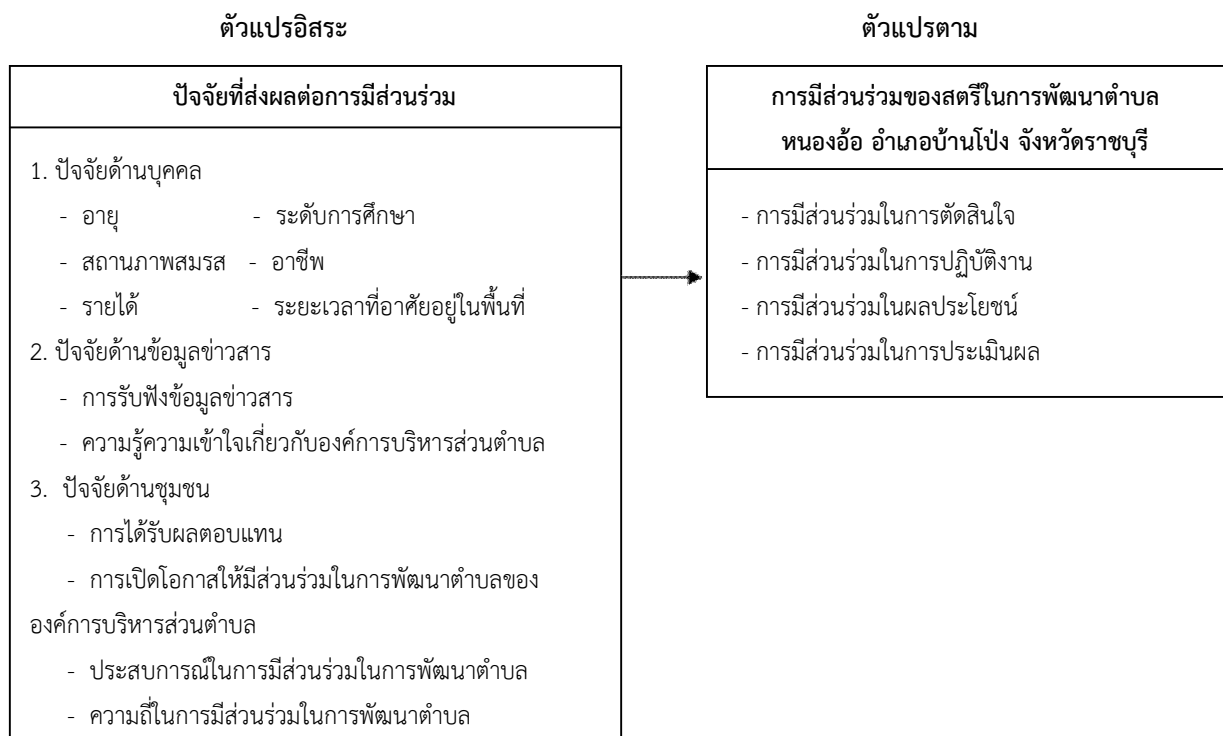 ตัวแปรอิสระ
ตัวแปรตาม
ปัจจัยที่ส่งผลต่อการมีส่วนร่วม
1. ปัจจัยด้านบุคคล
- อายุ - ระดับการศึกษา
- สถานภาพสมรส - อาชีพ
- รายได้ - ระยะเวลาที่อาศัยอยู่ในพื้นที่
2. ปัจจัยด้านข้อมูลข่าวสาร
- การรับฟังข้อมูลข่าวสาร
- ความรู้ความเข้าใจเกี่ยวกับองค์การบริหารส่วนตำบล
3. ปัจจัยด้านชุมชน
- การได้รับผลตอบแทน
- การเปิดโอกาสให้มีส่วนร่วมในการพัฒนาตำบลของ
องค์การบริหารส่วนตำบล
- ประสบการณ์ในการมีส่วนร่วมในการพัฒนาตำบล
- ความถี่ในการมีส่วนร่วมในการพัฒนาตำบล
การมีส่วนร่วมของสตรีในการพัฒนาตำบล
หนองอ้อ อำเภอบ้านโป่ง จังหวัดราชบุรี
- การมีส่วนร่วมในการตัดสินใจ
- การมีส่วนร่วมในการปฏิบัติงาน
- การมีส่วนร่วมในผลประโยชน์
- การมีส่วนร่วมในการประเมินผล